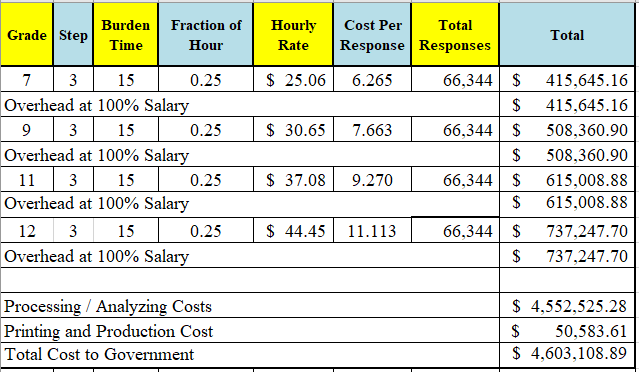 Grade Step Burden Time Fraction of Hour Hourly Rate Cost Per Response Total Responses Total
7 3 15 0.25 $ 25.06 6.265 66,344 $ 415,645.16
Overhead at 100% Salary $ 415,645.16
9 3 15 0.25 $ 30.65 7.663 66,344 $ 508,360.90
Overhead at 100% Salary $ 508,360.90
11 3 15 0.25 $ 37.08 9.270 66,344 $ 615,008.88
Overhead at 100% Salary $ 615,008.88
12 3 15 0.25 $ 44.45 11.113 66,344 $ 737,247.70
Overhead at 100% Salary $ 737,247.70
Processing / Analyzing Costs $ 4,552,525.28
Printing and Production Cost $ 50,583.61
Total Cost to Government $ 4,603,108.89